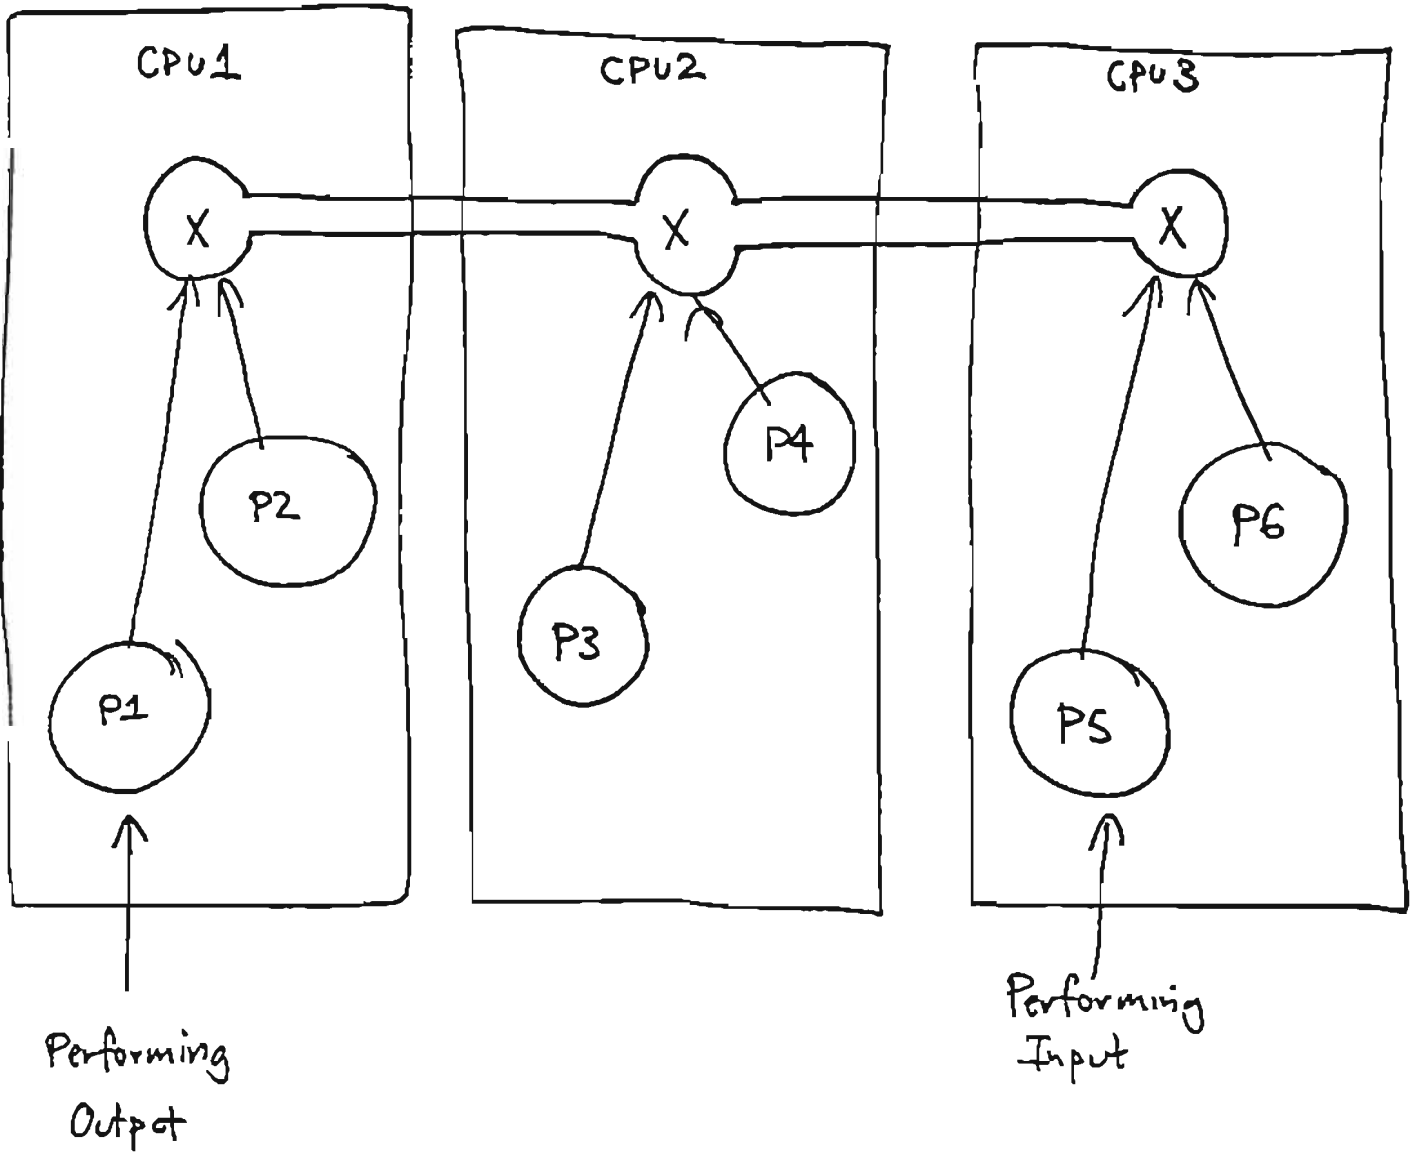 CPU1
CPU2
CPU3
X
X
X
P4
P2
P6
P3
P1
P5
Performing
Input
Performing
Output